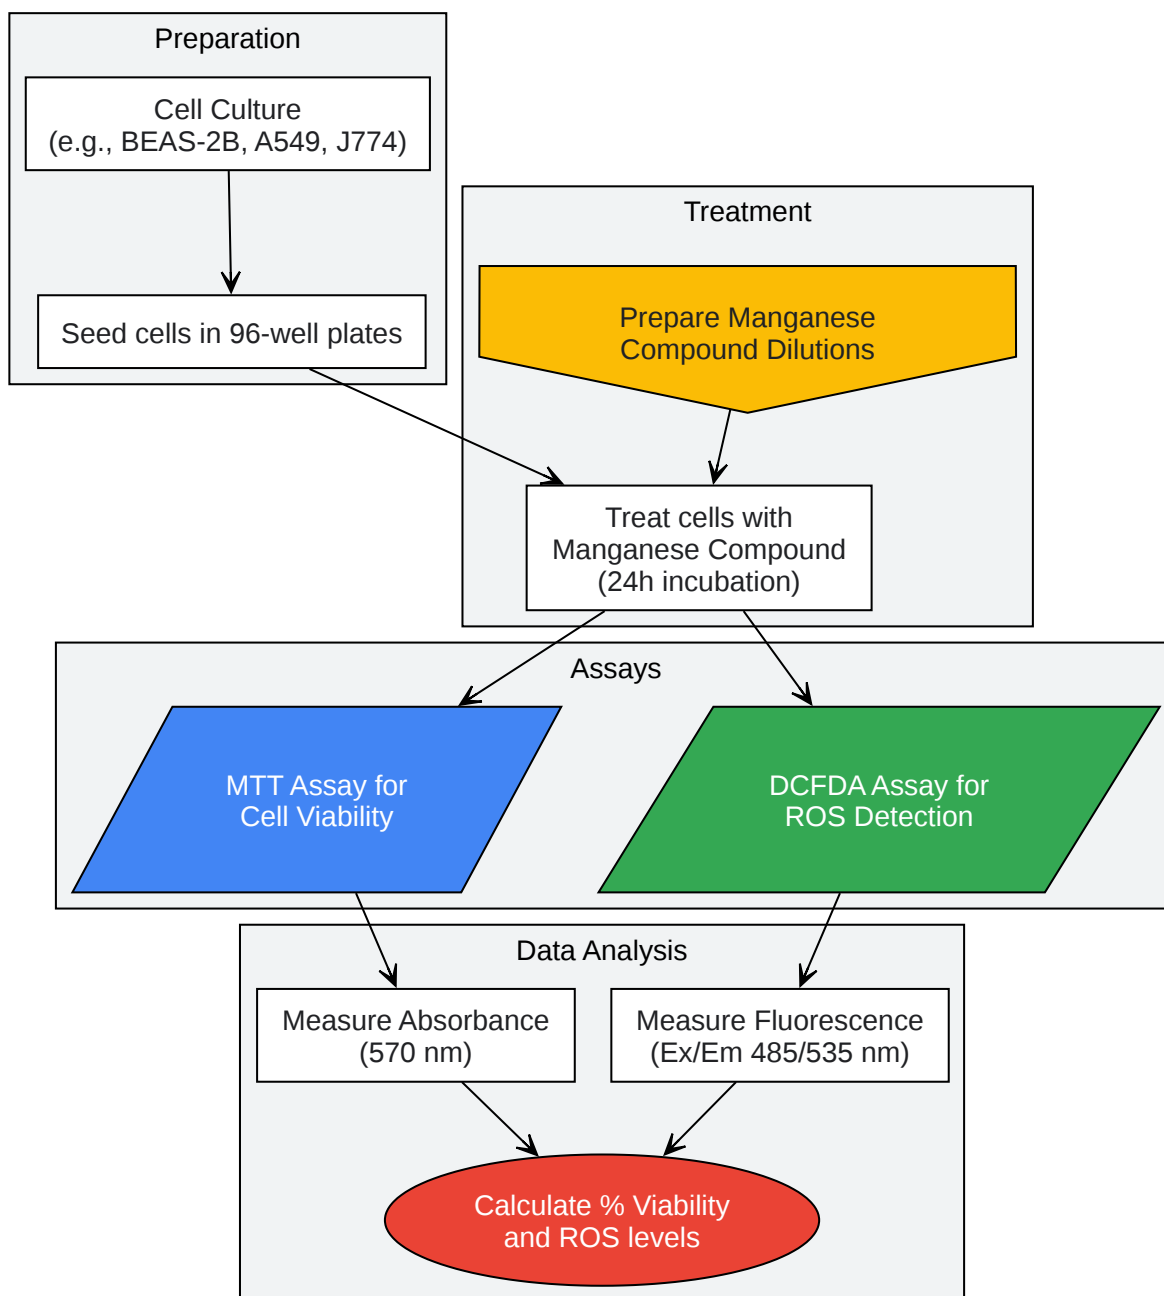 Preparation
Cell Culture
(e.g., BEAS-2B, A549, J774)
Seed cells in 96-well plates
Treatment
Prepare Manganese
Compound Dilutions
Treat cells with
Manganese Compound
(24h incubation)
Assays
MTT Assay for
Cell Viability
DCFDA Assay for
ROS Detection
Data Analysis
Measure Absorbance
(570 nm)
Measure Fluorescence
(Ex/Em 485/535 nm)
Calculate % Viability
and ROS levels